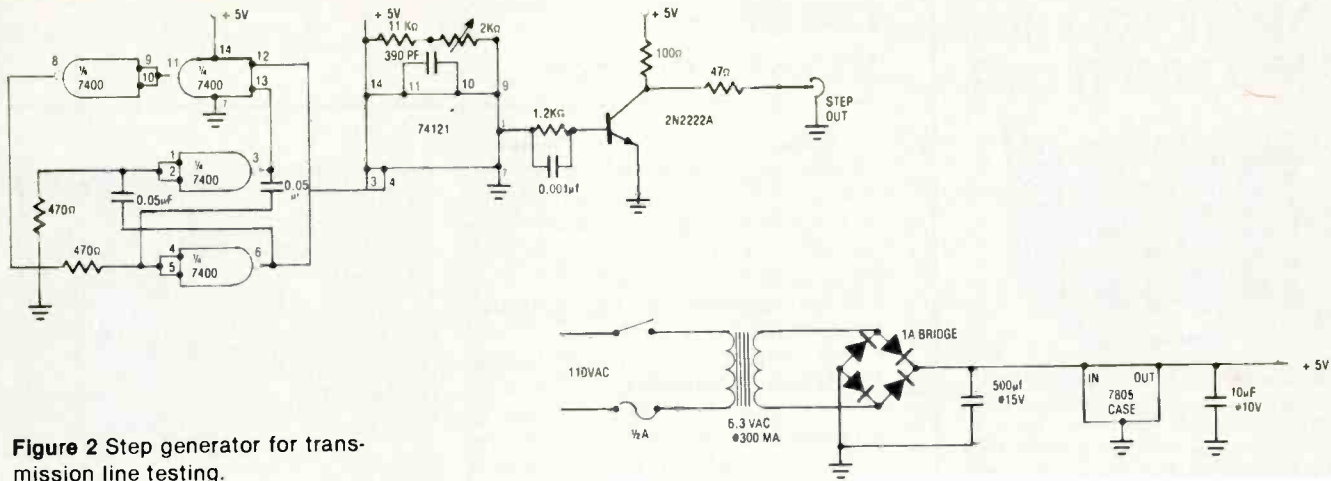 + 5V
8
9
10
11
14
12
13
7
¼
7400
¼
7400
1
2
3
¼
7400
0.05µF
0.05
µF
470Ω
470Ω
4
5
6
¼
7400
+ 5V
11 KΩ
2KΩ
390 PF
14
11
10
9
74121
1
7
3
4
1.2KΩ
0.001µf
+ 5V
100Ω
47Ω
2N2222A
STEP
OUT
110VAC
½A
6.3 VAC
@300 MA
1A BRIDGE
500µf
@15V
IN OUT
7805
CASE
10µF
@10V
+ 5V
Figure 2 Step generator for trans-
mission line testing.